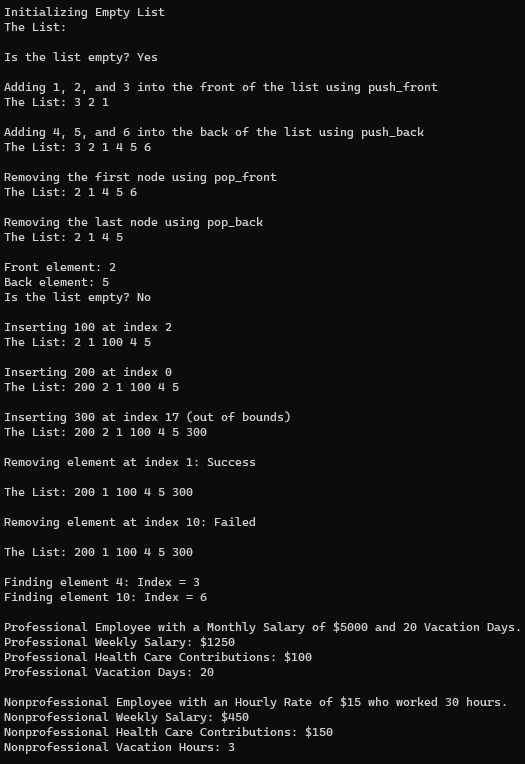 Initializing Empty List
The List:
Is the list empty? Yes
Adding 1, 2, and 3 into the front of the list using push_front
The List: 3 2 1
Adding 4, 5, and 6 into the back of the list using push_back
The List: 3 2 1 4 5 6
Removing the first node using pop_front
The List: 2 1 4 5 6
Removing the last node using pop_back
The List: 2 1 4 5
Front element: 2
Back element: 5
Is the list empty? No
Inserting 100 at index 2
The List: 2 1 100 4 5
Inserting 200 at index 0
The List: 200 2 1 100 4 5
Inserting 300 at index 17 (out of bounds)
The List: 200 2 1 100 4 5 300
Removing element at index 1: Success
The List: 200 1 100 4 5 300
Removing element at index 10: Failed
The List: 200 1 100 4 5 300
Finding element 4: Index = 3
Finding element 10: Index = 6
Professional Employee with a Monthly Salary of $5000 and 20 Vacation Days.
Professional Weekly Salary: $1250
Professional Health Care Contributions: $100
Professional Vacation Days: 20
Nonprofessional Employee with an Hourly Rate of $15 who worked 30 hours.
Nonprofessional Weekly Salary: $450
Nonprofessional Health Care Contributions: $150
Nonprofessional Vacation Hours: 3